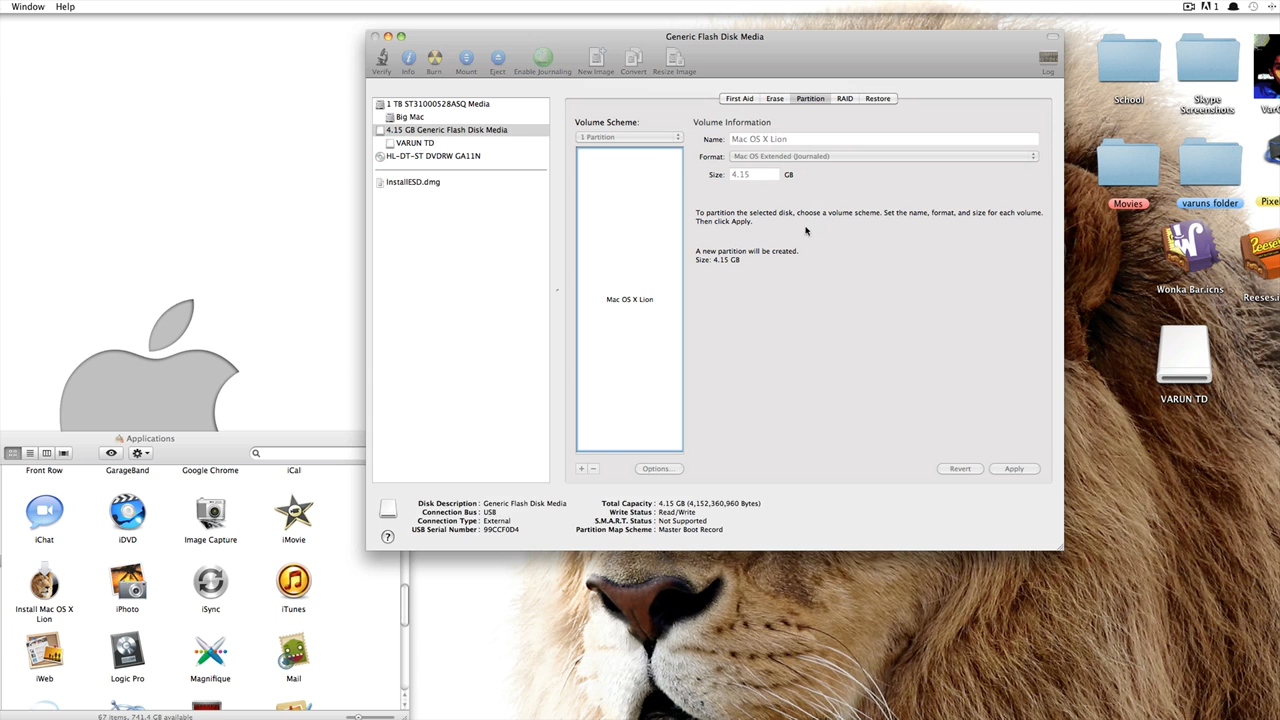 Window Help
1
Generic Flash Disk Media
Verify Info Burn Mount Eject Enable Journaling New Image Convert Resize Image Log
1 TB ST31000528ASQ Media
Big Mac
4.15 GB Generic Flash Disk Media
VARUN TD
HL-DT-ST DVDRW GA11N
InstallESD.dmg
First Aid Erase Partition RAID Restore
Volume Scheme:
1 Partition
Mac OS X Lion
Volume Information
Name: Mac OS X Lion
Format: Mac OS Extended (Journaled)
Size: 4.15 GB
To partition the selected disk, choose a volume scheme. Set the name, format, and size for each volume.
Then click Apply.
A new partition will be created.
Size: 4.15 GB
+ − Options... Revert Apply
Disk Description: Generic Flash Disk Media
Connection Bus: USB
Connection Type: External
USB Serial Number: 99CCF0D4
Total Capacity: 4.15 GB (4,152,360,960 Bytes)
Write Status: Read/Write
S.M.A.R.T. Status: Not Supported
Partition Map Scheme: Master Boot Record
?
School
Skype
Screenshots
Movies
varuns folder
Wonka Bar.icns
VARUN TD
Applications
Front Row GarageBand Google Chrome iCal
iChat iDVD Image Capture iMovie
Install Mac OS X
Lion
iPhoto iSync iTunes
iWeb Logic Pro Magnifique Mail
67 items, 741.4 GB available